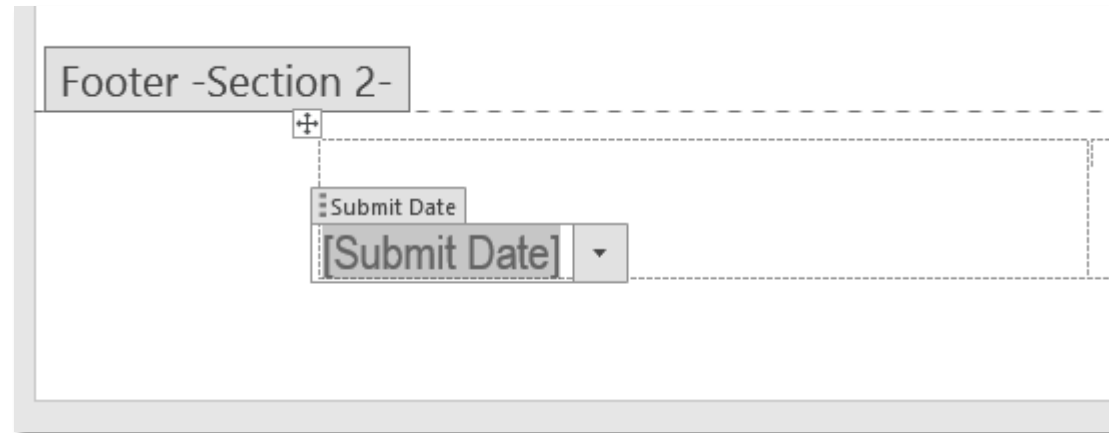 Footer -Section 2-
Submit Date
[Submit Date]